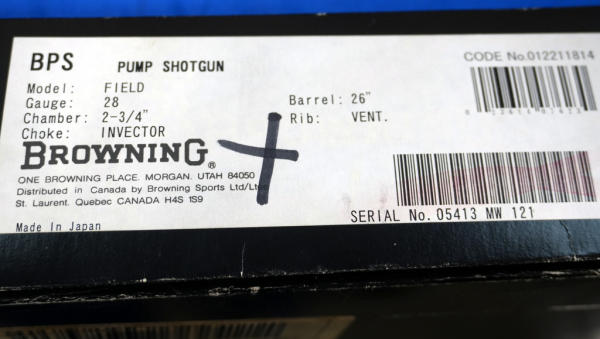 BPS PUMP SHOTGUN
CODE No.012211814
Model: FIELD
Gauge: 28
Barrel: 26"
Chamber: 2-3/4"
Rib: VENT.
Choke: INVECTOR
BROWNING®
ONE BROWNING PLACE. MORGAN. UTAH 84050
Distributed in Canada by Browning Sports Ltd/Ltee
St. Laurent. Quebec CANADA H4S 1S9
SERIAL No. 05413 MW 121
Made In Japan